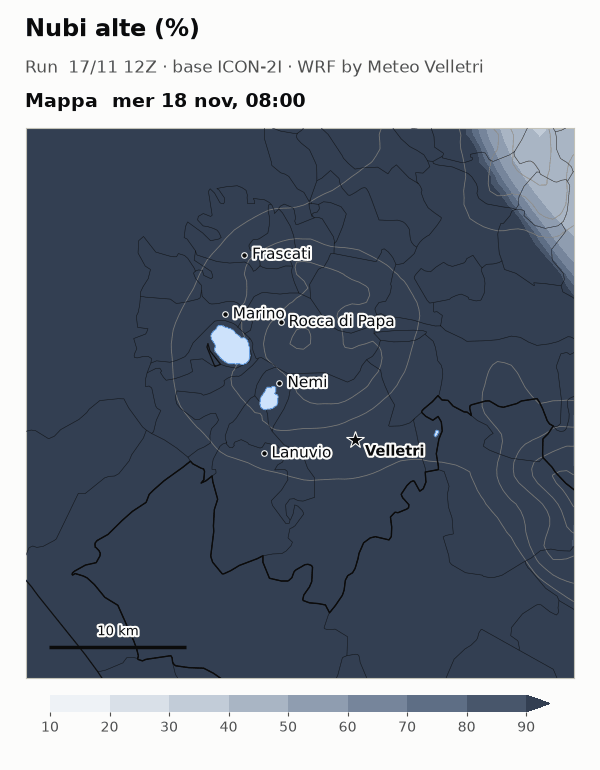 Nubi alte (%)
Run  17/11 12Z · base ICON-2I · WRF by Meteo Velletri
Mappa  mer 18 nov, 08:00
Frascati
Marino
Rocca di Papa
Nemi
Velletri
Lanuvio
10 km
10 20 30 40 50 60 70 80 90